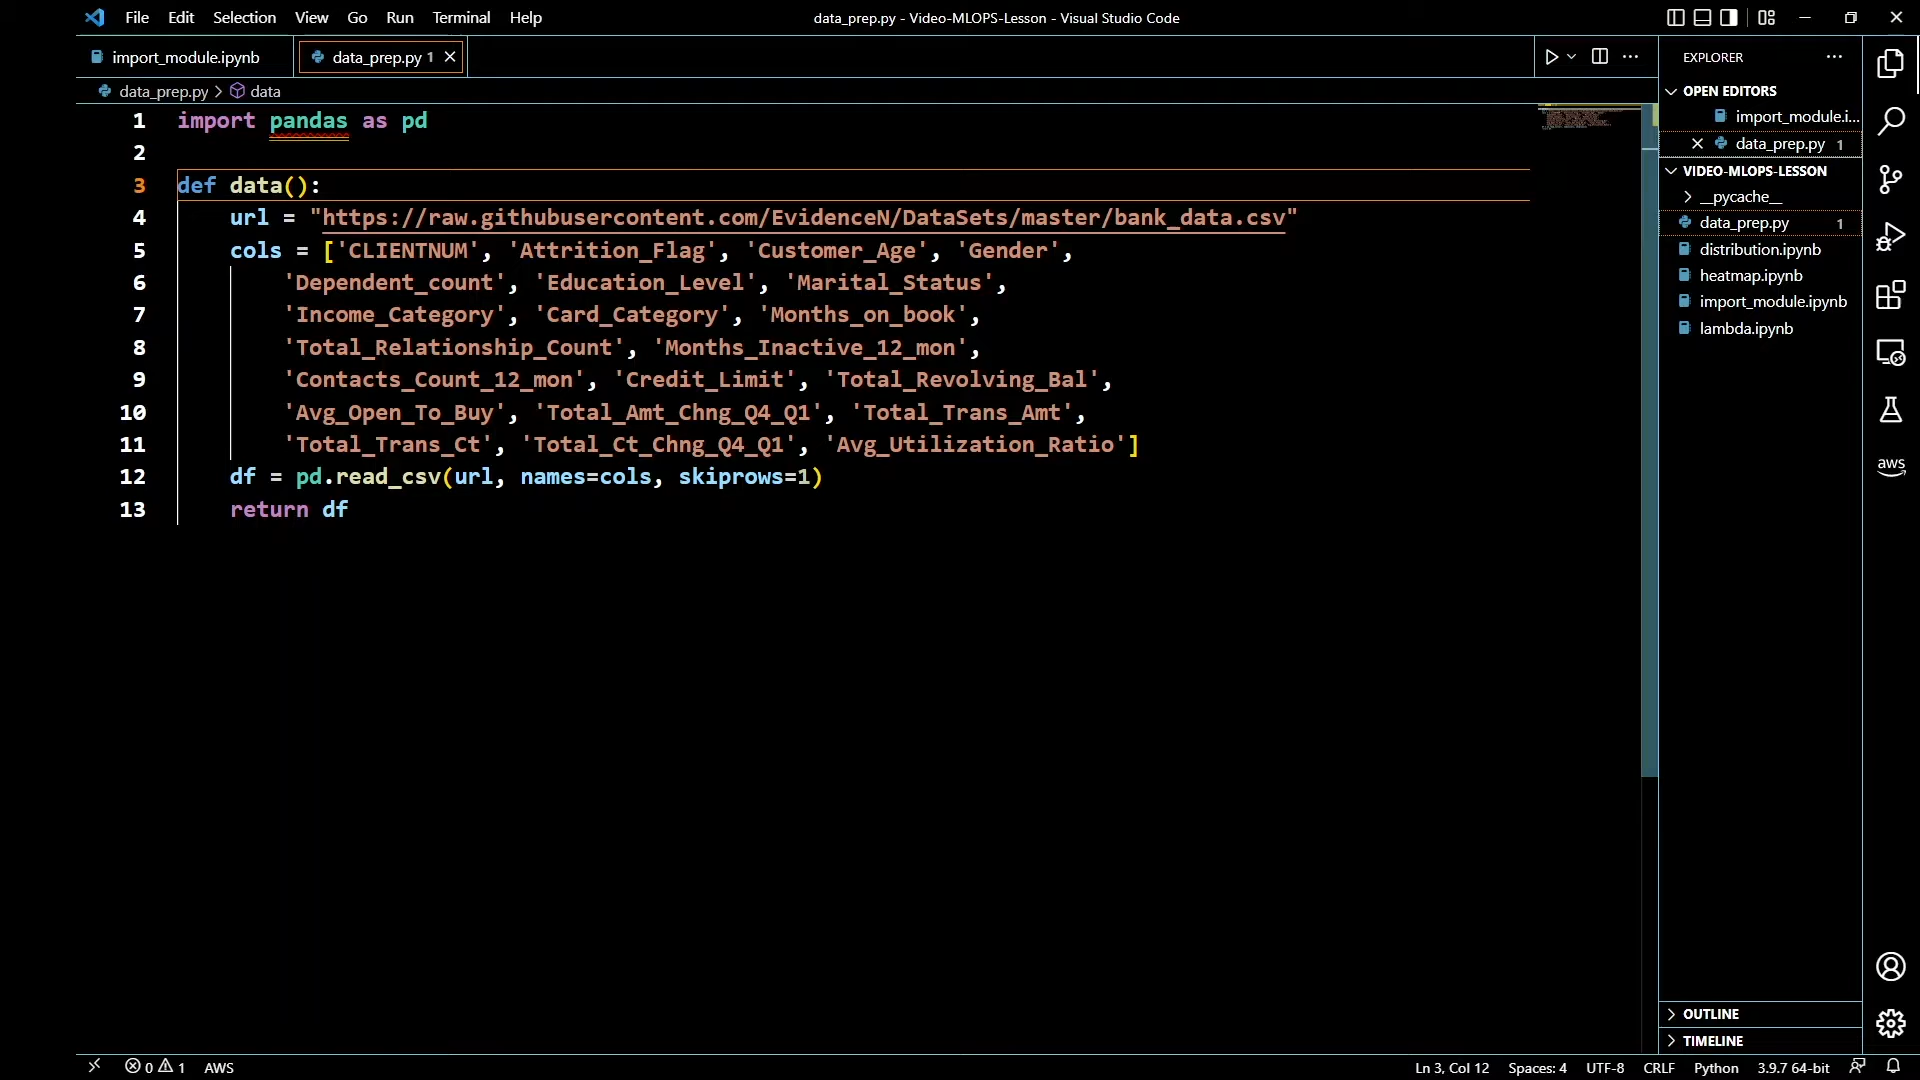 File Edit Selection View Go Run Terminal Help
data_prep.py - Video-MLOPS-Lesson - Visual Studio Code
import_module.ipynb
data_prep.py 1
data_prep.py > data
1 import pandas as pd
2
3 def data():
4 url = "https://raw.githubusercontent.com/EvidenceN/DataSets/master/bank_data.csv"
5 cols = ['CLIENTNUM', 'Attrition_Flag', 'Customer_Age', 'Gender',
6 'Dependent_count', 'Education_Level', 'Marital_Status',
7 'Income_Category', 'Card_Category', 'Months_on_book',
8 'Total_Relationship_Count', 'Months_Inactive_12_mon',
9 'Contacts_Count_12_mon', 'Credit_Limit', 'Total_Revolving_Bal',
10 'Avg_Open_To_Buy', 'Total_Amt_Chng_Q4_Q1', 'Total_Trans_Amt',
11 'Total_Trans_Ct', 'Total_Ct_Chng_Q4_Q1', 'Avg_Utilization_Ratio']
12 df = pd.read_csv(url, names=cols, skiprows=1)
13 return df
EXPLORER
OPEN EDITORS
import_module.i...
data_prep.py 1
VIDEO-MLOPS-LESSON
__pycache__
data_prep.py 1
distribution.ipynb
heatmap.ipynb
import_module.ipynb
lambda.ipynb
OUTLINE
TIMELINE
aws
0 1 AWS
Ln 3, Col 12 Spaces: 4 UTF-8 CRLF Python 3.9.7 64-bit